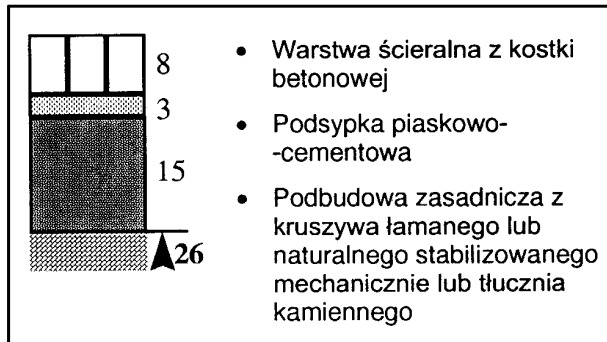 8
3
15
26
• Warstwa ścieralna z kostki
betonowej
• Podsypka piaskowo-
-cementowa
• Podbudowa zasadnicza z
kruszywa łamanego lub
naturalnego stabilizowanego
mechanicznie lub tłucznia
kamiennego